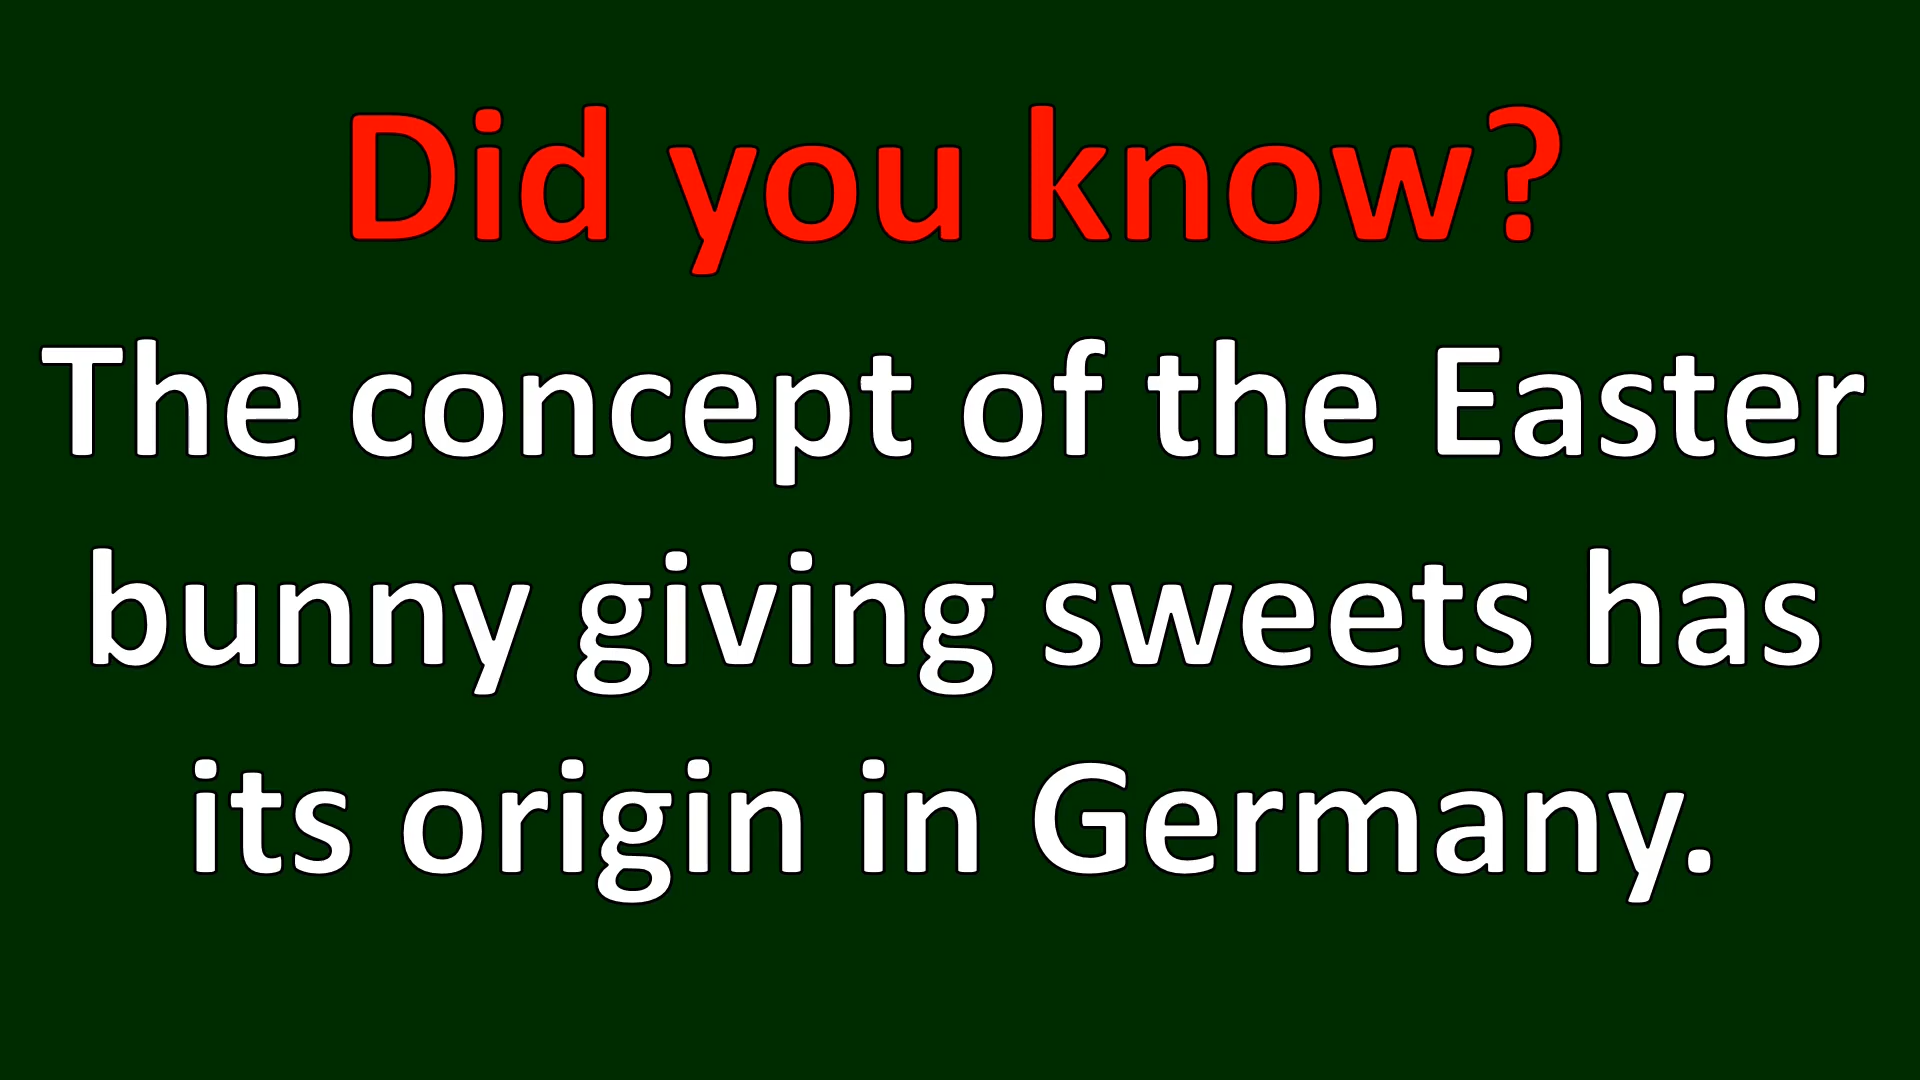 Did you know?
The concept of the Easter
bunny giving sweets has
its origin in Germany.